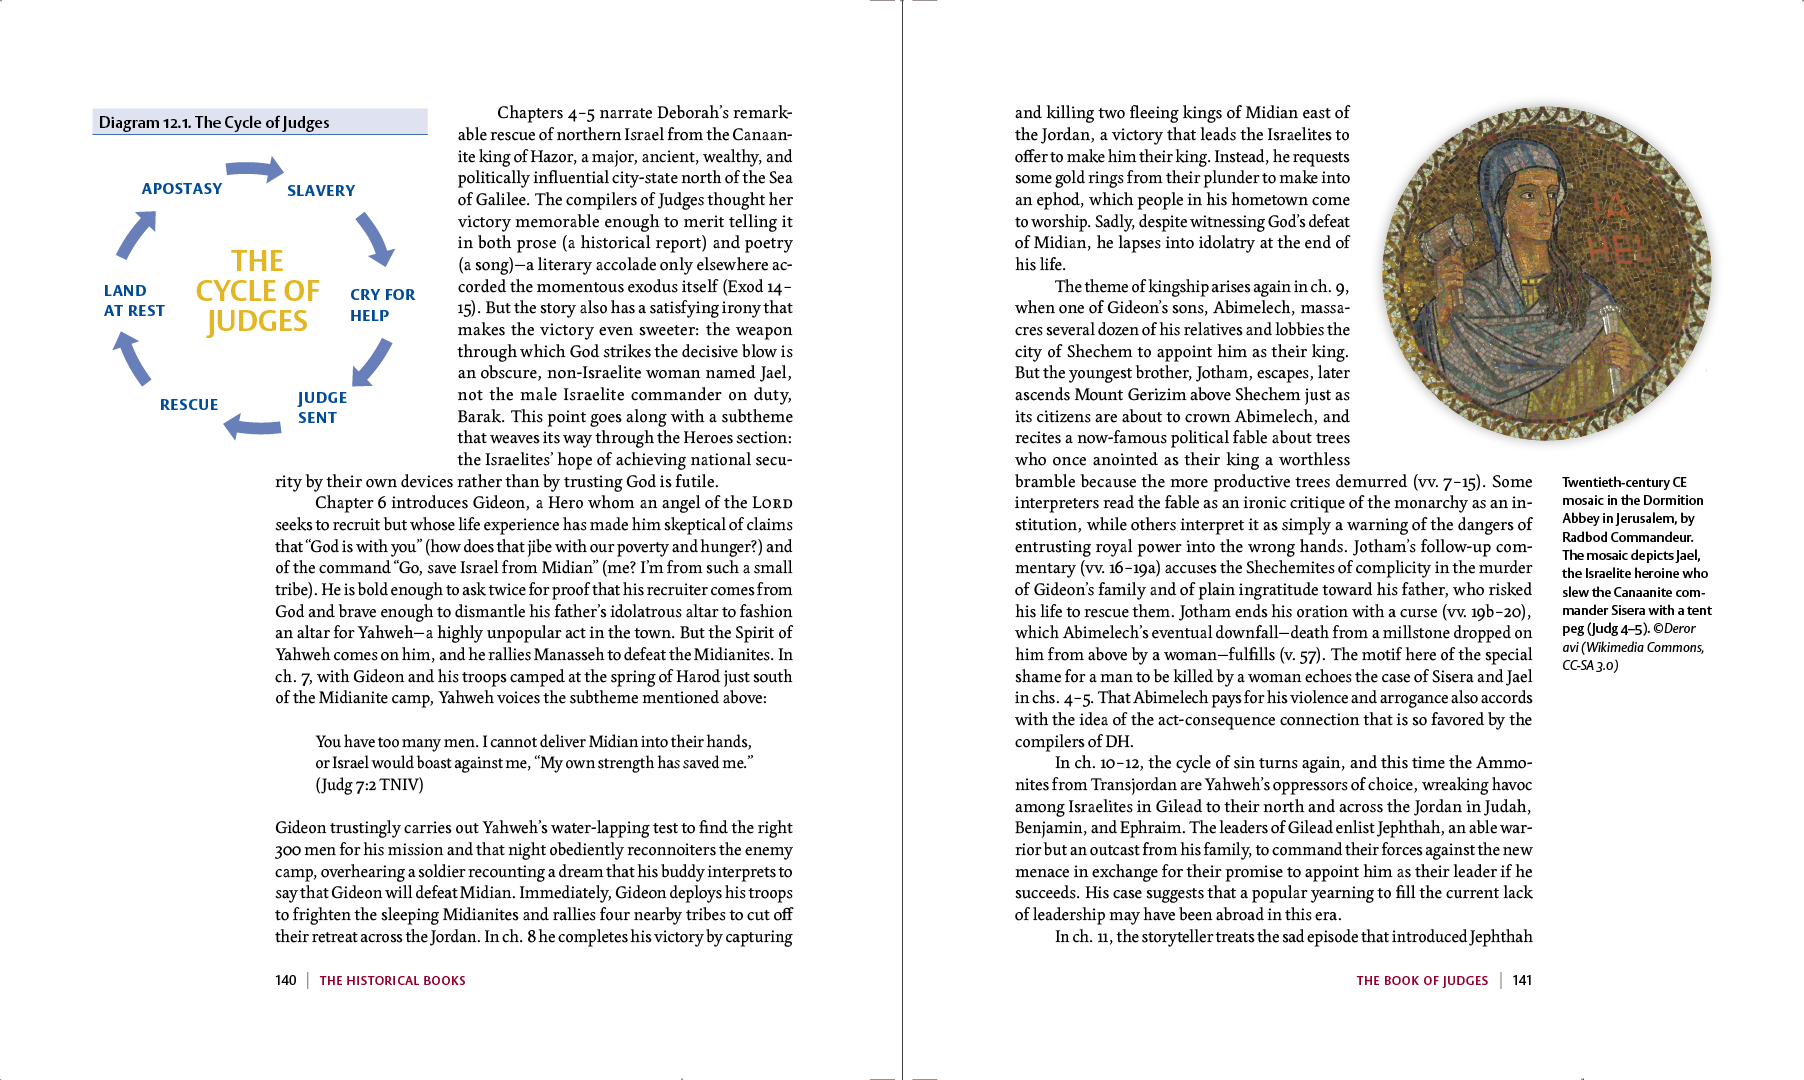 Diagram 12.1. The Cycle of Judges
APOSTASY
SLAVERY
CRY FOR
HELP
JUDGE
SENT
RESCUE
LAND
AT REST
THE
CYCLE OF
JUDGES
Chapters 4–5 narrate Deborah’s remark-
able rescue of northern Israel from the Canaan-
ite king of Hazor, a major, ancient, wealthy, and
politically influential city-state north of the Sea
of Galilee. The compilers of Judges thought her
victory memorable enough to merit telling it
in both prose (a historical report) and poetry
(a song)—a literary accolade only elsewhere ac-
corded the momentous exodus itself (Exod 14–
15). But the story also has a satisfying irony that
makes the victory even sweeter: the weapon
through which God strikes the decisive blow is
an obscure, non-Israelite woman named Jael,
not the male Israelite commander on duty,
Barak. This point goes along with a subtheme
that weaves its way through the Heroes section:
the Israelites’ hope of achieving national secu-
rity by their own devices rather than by trusting God is futile.
Chapter 6 introduces Gideon, a Hero whom an angel of the LORD
seeks to recruit but whose life experience has made him skeptical of claims
that “God is with you” (how does that jibe with our poverty and hunger?) and
of the command “Go, save Israel from Midian” (me? I’m from such a small
tribe). He is bold enough to ask twice for proof that his recruiter comes from
God and brave enough to dismantle his father’s idolatrous altar to fashion
an altar for Yahweh—a highly unpopular act in the town. But the Spirit of
Yahweh comes on him, and he rallies Manasseh to defeat the Midianites. In
ch. 7, with Gideon and his troops camped at the spring of Harod just south
of the Midianite camp, Yahweh voices the subtheme mentioned above:
You have too many men. I cannot deliver Midian into their hands,
or Israel would boast against me, “My own strength has saved me.”
(Judg 7:2 TNIV)
Gideon trustingly carries out Yahweh’s water-lapping test to find the right
300 men for his mission and that night obediently reconnoiters the enemy
camp, overhearing a soldier recounting a dream that his buddy interprets to
say that Gideon will defeat Midian. Immediately, Gideon deploys his troops
to frighten the sleeping Midianites and rallies four nearby tribes to cut off
their retreat across the Jordan. In ch. 8 he completes his victory by capturing
140 | THE HISTORICAL BOOKS
and killing two fleeing kings of Midian east of
the Jordan, a victory that leads the Israelites to
offer to make him their king. Instead, he requests
some gold rings from their plunder to make into
an ephod, which people in his hometown come
to worship. Sadly, despite witnessing God’s defeat
of Midian, he lapses into idolatry at the end of
his life.
The theme of kingship arises again in ch. 9,
when one of Gideon’s sons, Abimelech, massa-
cres several dozen of his relatives and lobbies the
city of Shechem to appoint him as their king.
But the youngest brother, Jotham, escapes, later
ascends Mount Gerizim above Shechem just as
its citizens are about to crown Abimelech, and
recites a now-famous political fable about trees
who once anointed as their king a worthless
bramble because the more productive trees demurred (vv. 7–15). Some
interpreters read the fable as an ironic critique of the monarchy as an in-
stitution, while others interpret it as simply a warning of the dangers of
entrusting royal power into the wrong hands. Jotham’s follow-up com-
mentary (vv. 16–19a) accuses the Shechemites of complicity in the murder
of Gideon’s family and of plain ingratitude toward his father, who risked
his life to rescue them. Jotham ends his oration with a curse (vv. 19b–20),
which Abimelech’s eventual downfall—death from a millstone dropped on
him from above by a woman—fulfills (v. 57). The motif here of the special
shame for a man to be killed by a woman echoes the case of Sisera and Jael
in chs. 4–5. That Abimelech pays for his violence and arrogance also accords
with the idea of the act-consequence connection that is so favored by the
compilers of DH.
In ch. 10–12, the cycle of sin turns again, and this time the Ammo-
nites from Transjordan are Yahweh’s oppressors of choice, wreaking havoc
among Israelites in Gilead to their north and across the Jordan in Judah,
Benjamin, and Ephraim. The leaders of Gilead enlist Jephthah, an able war-
rior but an outcast from his family, to command their forces against the new
menace in exchange for their promise to appoint him as their leader if he
succeeds. His case suggests that a popular yearning to fill the current lack
of leadership may have been abroad in this era.
In ch. 11, the storyteller treats the sad episode that introduced Jephthah
IA
HEL
Twentieth-century CE
mosaic in the Dormition
Abbey in Jerusalem, by
Radbod Commandeur.
The mosaic depicts Jael,
the Israelite heroine who
slew the Canaanite com-
mander Sisera with a tent
peg (Judg 4–5). ©Deror
avi (Wikimedia Commons,
CC-SA 3.0)
THE BOOK OF JUDGES | 141